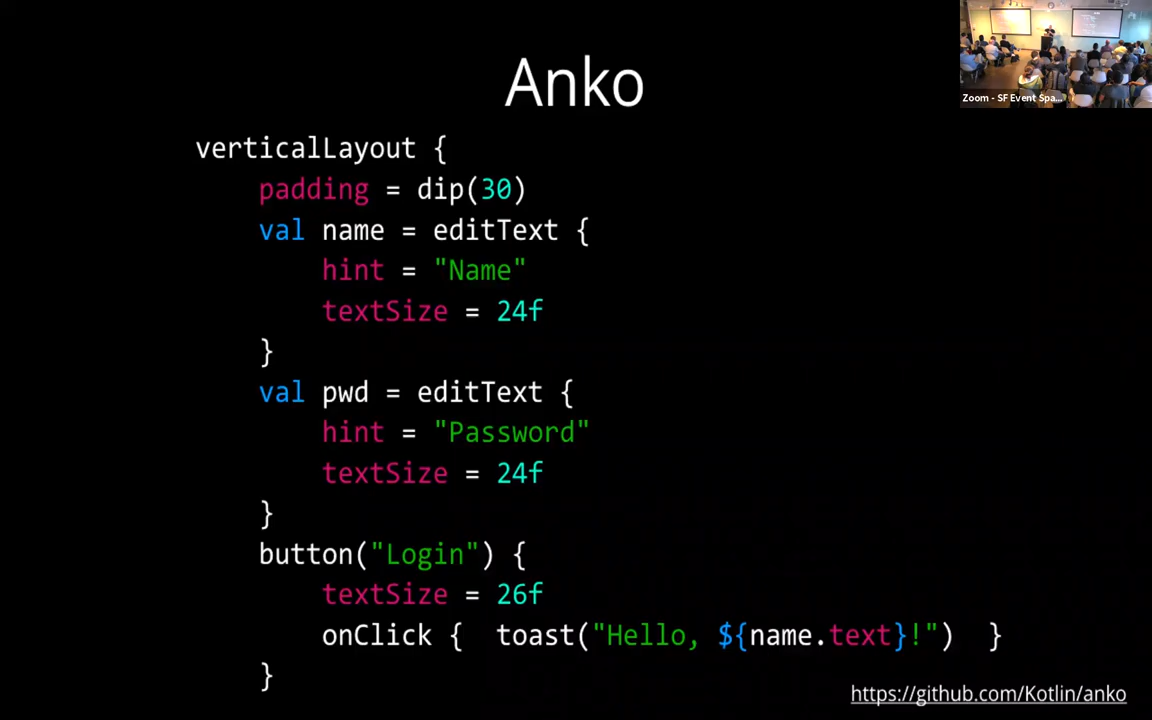 Anko
Zoom - SF Event Spa...
verticalLayout {
    padding = dip(30)
    val name = editText {
        hint = "Name"
        textSize = 24f
    }
    val pwd = editText {
        hint = "Password"
        textSize = 24f
    }
    button("Login") {
        textSize = 26f
        onClick {  toast("Hello, ${name.text}!")  }
    }
https://github.com/Kotlin/anko